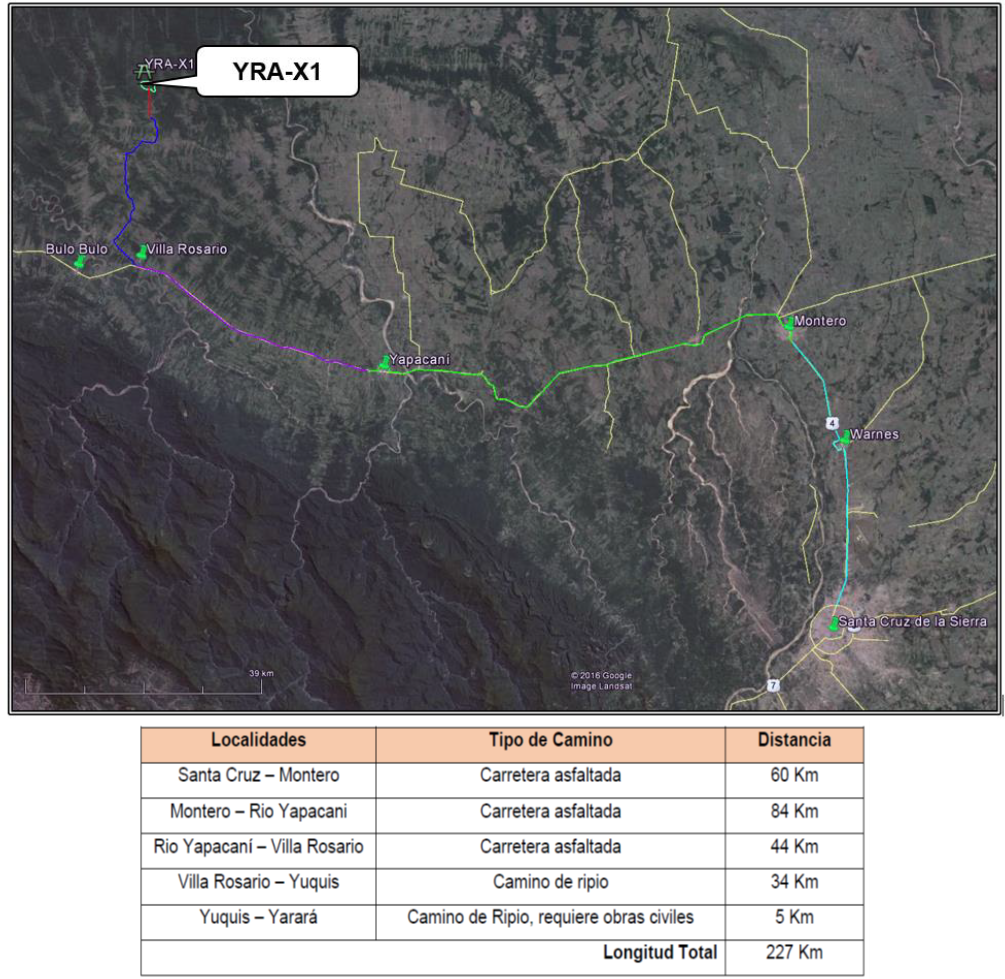 YRA-X1
YRA-X1
Bulo Bulo
Villa Rosario
Yapacaní
Montero
4
Warnes
Santa Cruz de la Sierra
39 km
© 2016 Google
Image Landsat
7
Localidades Tipo de Camino Distancia
Santa Cruz – Montero Carretera asfaltada 60 Km
Montero – Rio Yapacani Carretera asfaltada 84 Km
Rio Yapacaní – Villa Rosario Carretera asfaltada 44 Km
Villa Rosario – Yuquis Camino de ripio 34 Km
Yuquis – Yarará Camino de Ripio, requiere obras civiles 5 Km
Longitud Total 227 Km